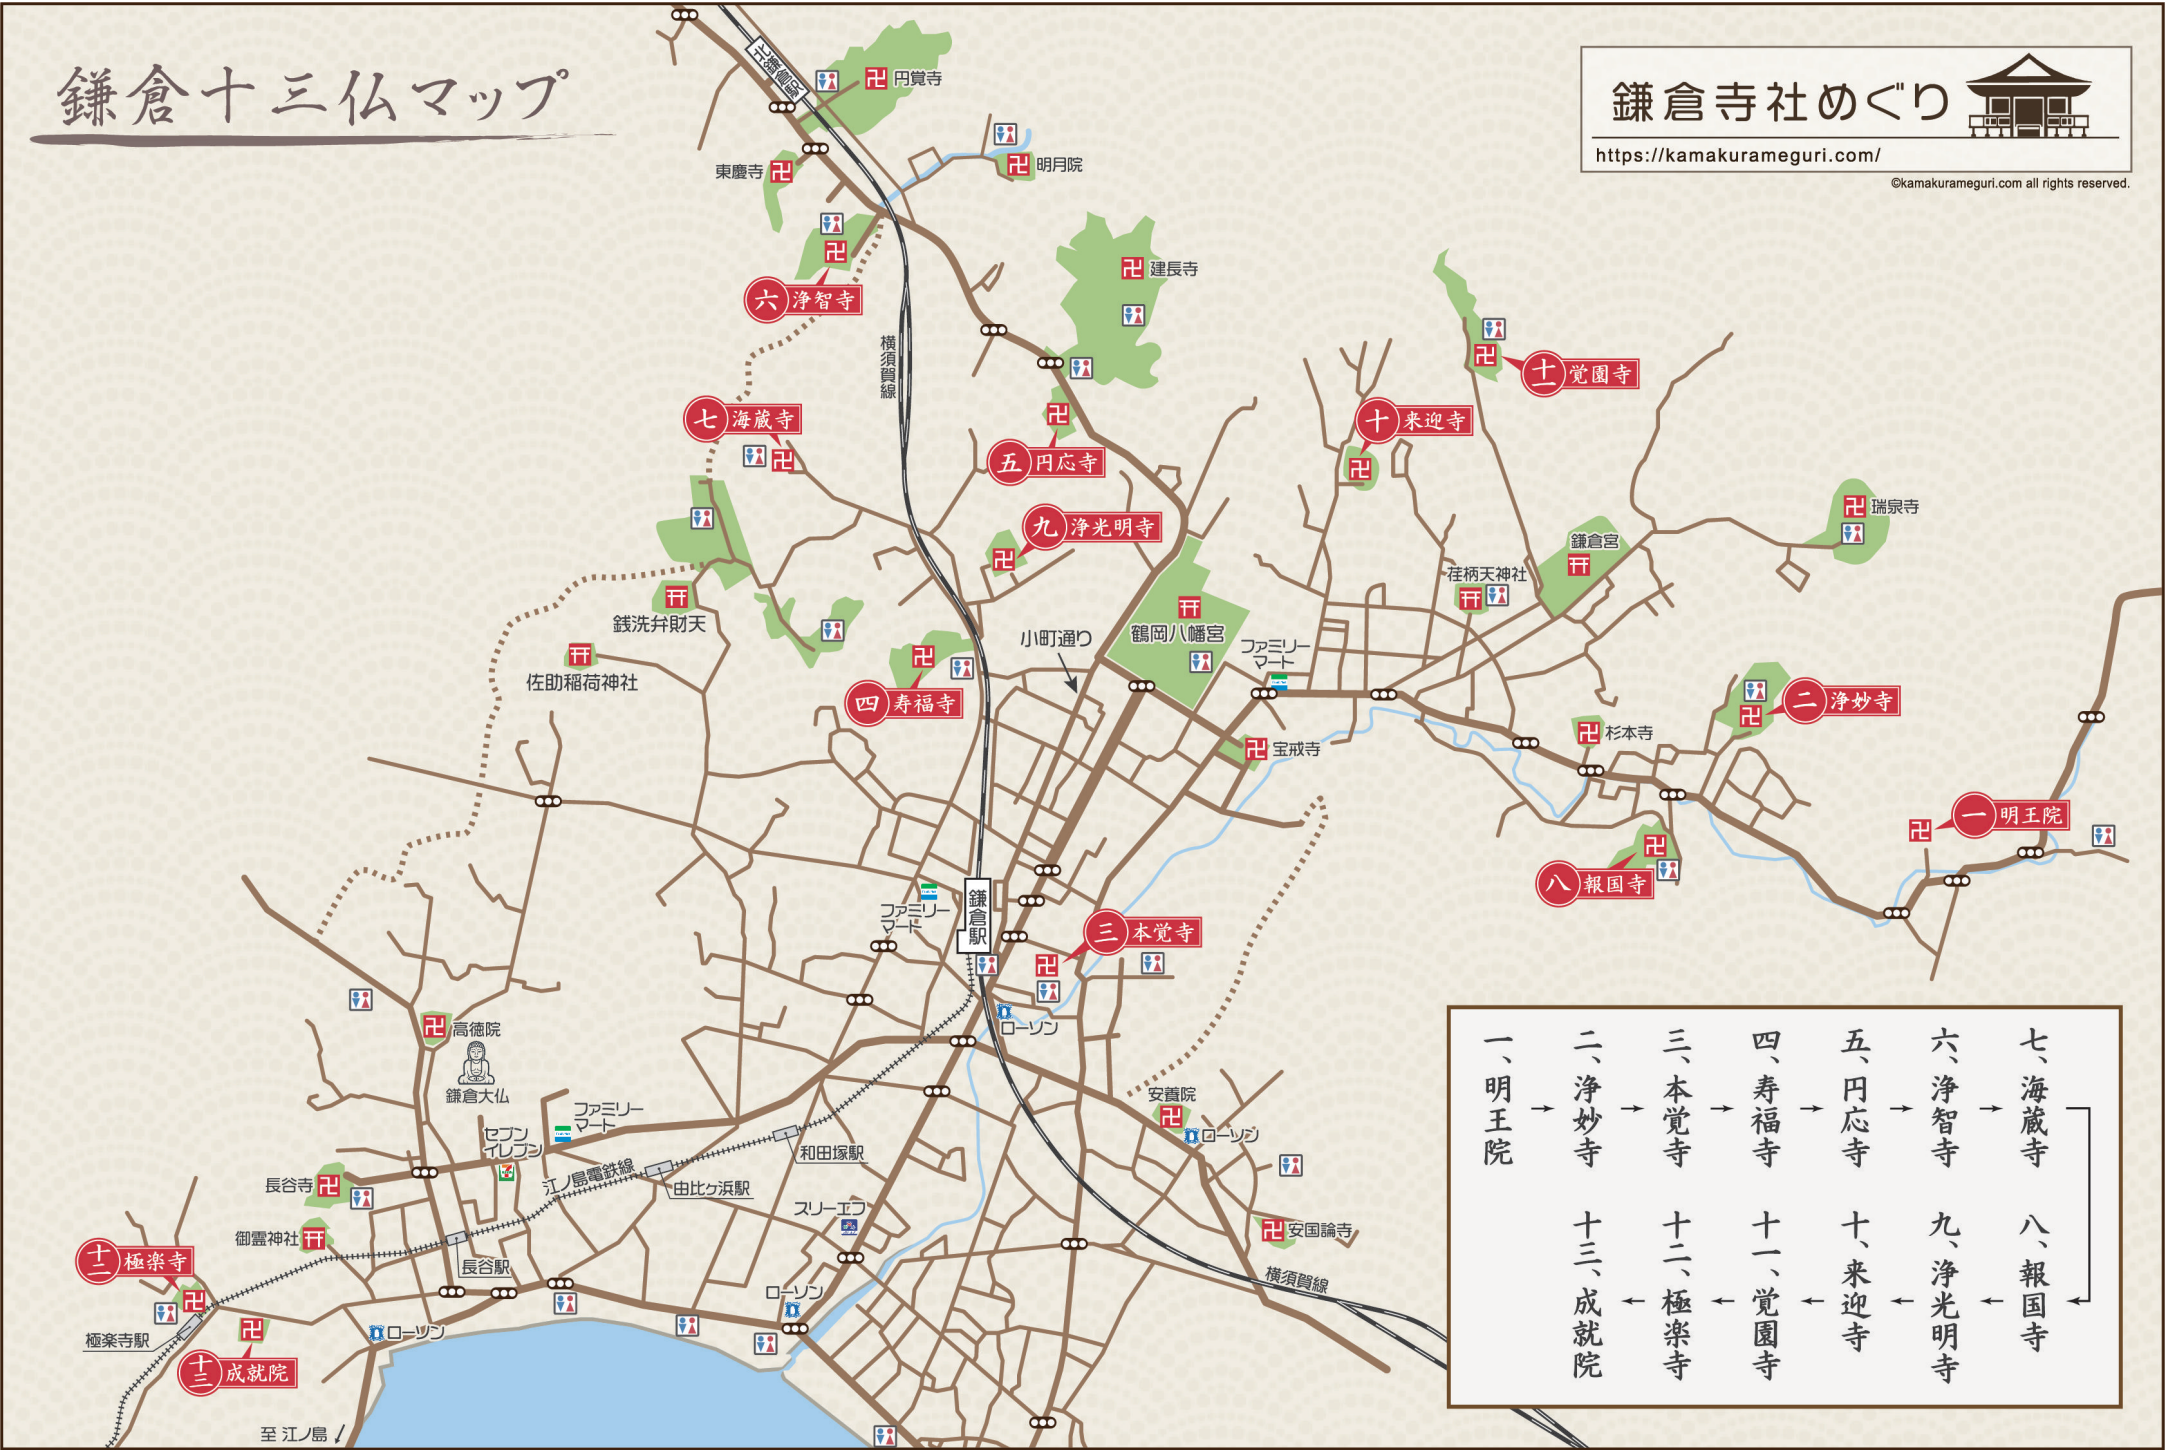 鎌倉十三仏マップ
鎌倉寺社めぐり
https://kamakurameguri.com/
©kamakurameguri.com all rights reserved.
北鎌倉駅
円覚寺
東慶寺
明月院
六 浄智寺
建長寺
横須賀線
十一 覚園寺
七 海蔵寺
十 来迎寺
五 円応寺
九 浄光明寺
瑞泉寺
鎌倉宮
荏柄天神社
銭洗弁財天
鶴岡八幡宮
小町通り
ファミリー
マート
佐助稲荷神社
四 寿福寺
二 浄妙寺
杉本寺
宝戒寺
一 明王院
八 報国寺
ファミリー
マート
鎌倉駅
三 本覚寺
ローソン
高徳院
鎌倉大仏
安養院
ローソン
ファミリー
マート
セブン
イレブン
和田塚駅
江ノ島電鉄線
由比ヶ浜駅
長谷寺
スリーエフ
安国論寺
御霊神社
長谷駅
十二 極楽寺
横須賀線
ローソン
ローソン
極楽寺駅
十三 成就院
至 江ノ島
一、明王院→二、浄妙寺→三、本覚寺→四、寿福寺→五、円応寺→六、浄智寺→七、海蔵寺
八、報国寺←九、浄光明寺←十、来迎寺←十一、覚園寺←十二、極楽寺←十三、成就院